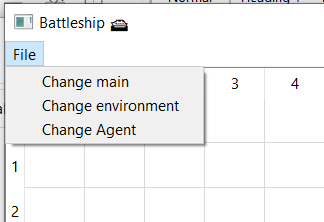 Battleship
File
Change main
Change environment
Change Agent
3 4
1
2